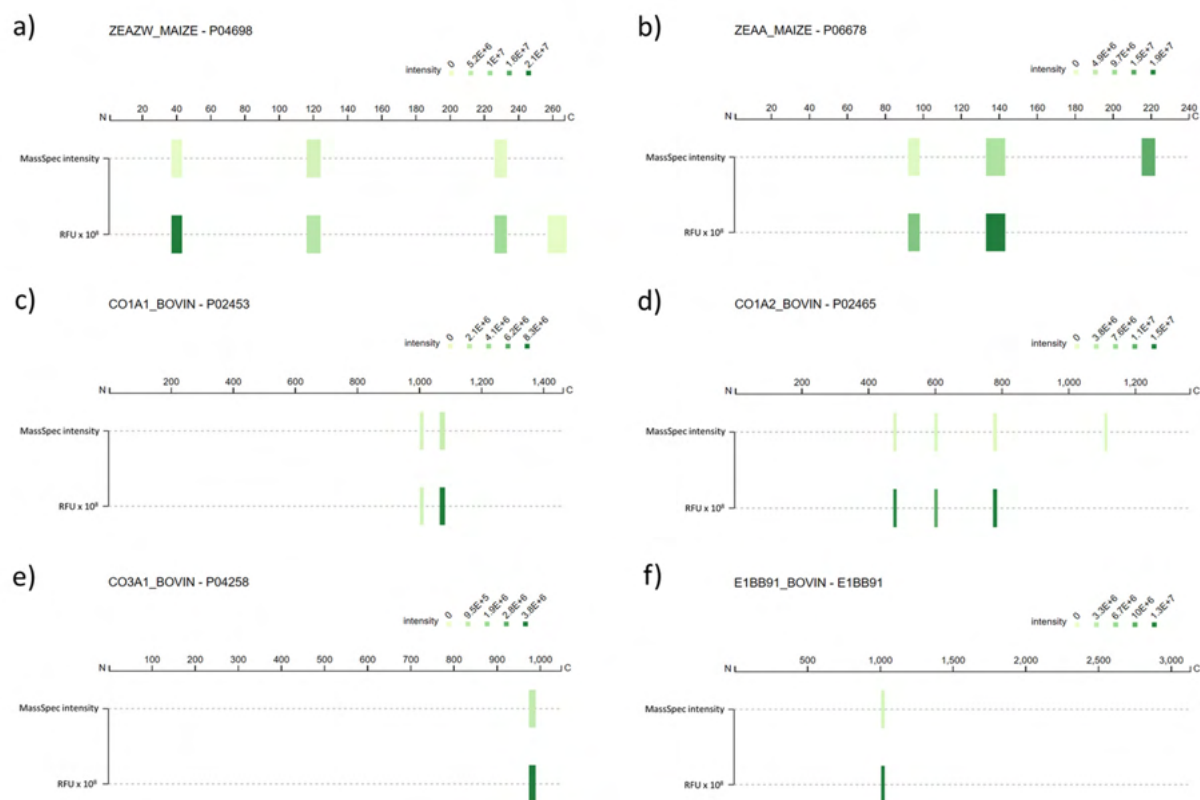 a)
ZEAZW_MAIZE - P04698
intensity 0 5.2E+6 1E+7 1.6E+7 2.1E+7
N 20 40 60 80 100 120 140 160 180 200 220 240 260 C
MassSpec intensity
RFU x 10⁶
b)
ZEAA_MAIZE - P06678
intensity 0 4.9E+6 9.7E+6 1.5E+7 1.9E+7
N 20 40 60 80 100 120 140 160 180 200 220 240 C
MassSpec intensity
RFU x 10⁶
c)
CO1A1_BOVIN - P02453
intensity 0 2.1E+6 4.1E+6 6.2E+6 8.3E+6
N 200 400 600 800 1,000 1,200 1,400 C
MassSpec intensity
RFU x 10⁶
d)
CO1A2_BOVIN - P02465
intensity 0 3.8E+6 7.6E+6 1.1E+7 1.5E+7
N 200 400 600 800 1,000 1,200 C
MassSpec intensity
RFU x 10⁶
e)
CO3A1_BOVIN - P04258
intensity 0 9.5E+5 1.9E+6 2.8E+6 3.8E+6
N 100 200 300 400 500 600 700 800 900 1,000 C
MassSpec intensity
RFU x 10⁶
f)
E1BB91_BOVIN - E1BB91
intensity 0 3.3E+6 6.7E+6 10E+6 1.3E+7
N 500 1,000 1,500 2,000 2,500 3,000 C
MassSpec intensity
RFU x 10⁶